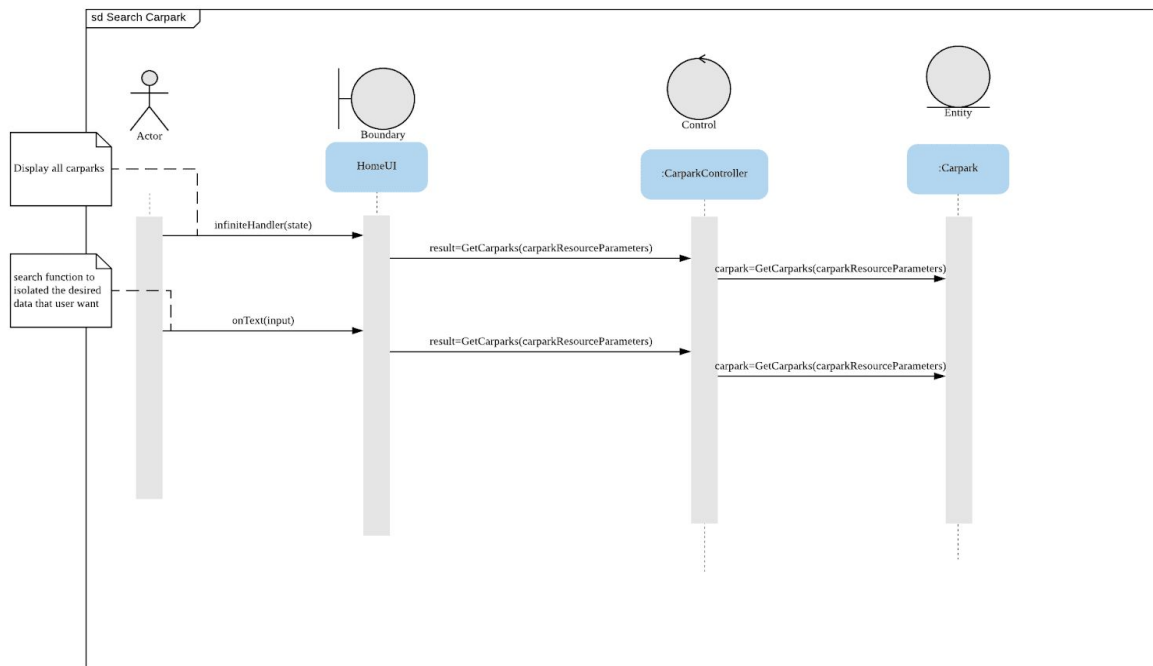 sd Search Carpark
Actor
Boundary
Control
Entity
Display all carparks
HomeUI
:CarparkController
:Carpark
infiniteHandler(state)
result=GetCarparks(carparkResourceParameters)
carpark=GetCarparks(carparkResourceParameters)
search function to
isolated the desired
data that user want
onText(input)
result=GetCarparks(carparkResourceParameters)
carpark=GetCarparks(carparkResourceParameters)